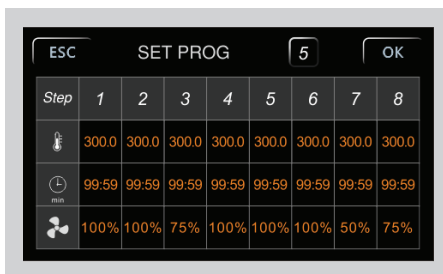 ESC SET PROG 5 OK
Step 1 2 3 4 5 6 7 8
300.0 300.0 300.0 300.0 300.0 300.0 300.0 300.0
99:59 99:59 99:59 99:59 99:59 99:59 99:59 99:59
min
100% 100% 75% 100% 100% 100% 50% 75%